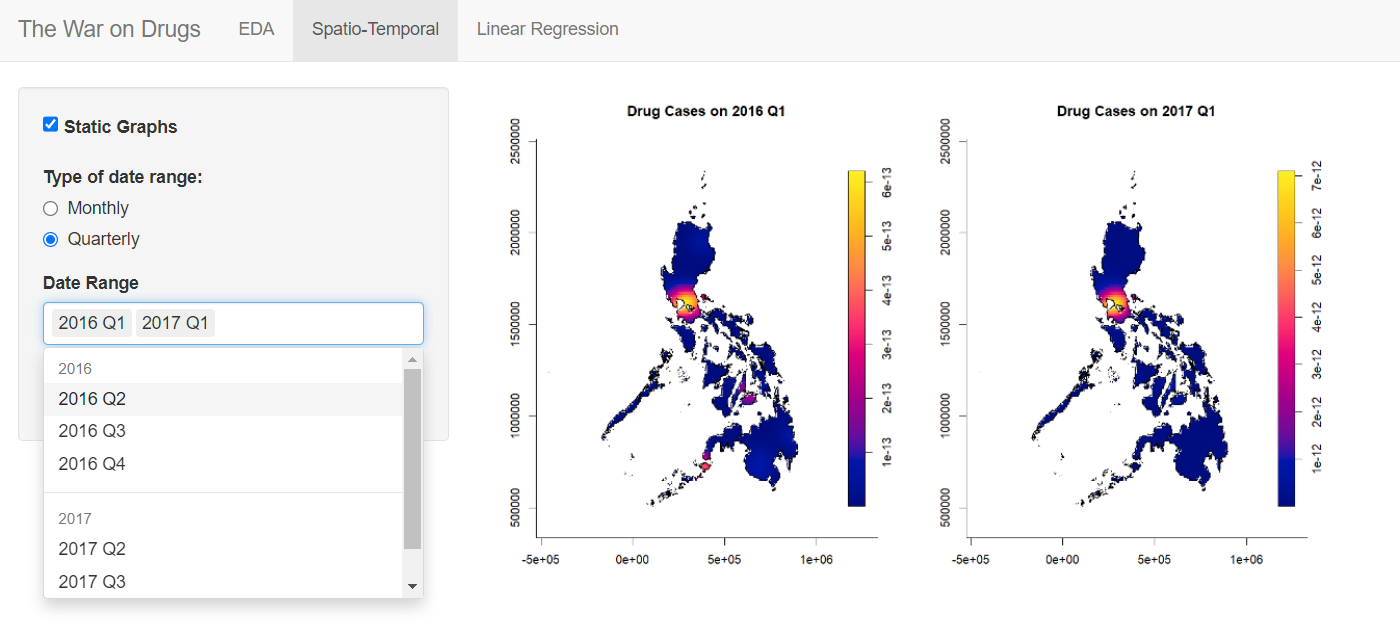 The War on Drugs EDA Spatio-Temporal Linear Regression
Static Graphs
Type of date range:
Monthly
Quarterly
Date Range
2016 Q1 2017 Q1
2016
2016 Q2
2016 Q3
2016 Q4
2017
2017 Q2
2017 Q3
Drug Cases on 2016 Q1
2500000
2000000
1500000
1000000
500000
-5e+05 0e+00 5e+05 1e+06
6e-13
5e-13
4e-13
3e-13
2e-13
1e-13
Drug Cases on 2017 Q1
2500000
2000000
1500000
1000000
500000
-5e+05 0e+00 5e+05 1e+06
7e-12
6e-12
5e-12
4e-12
3e-12
2e-12
1e-12